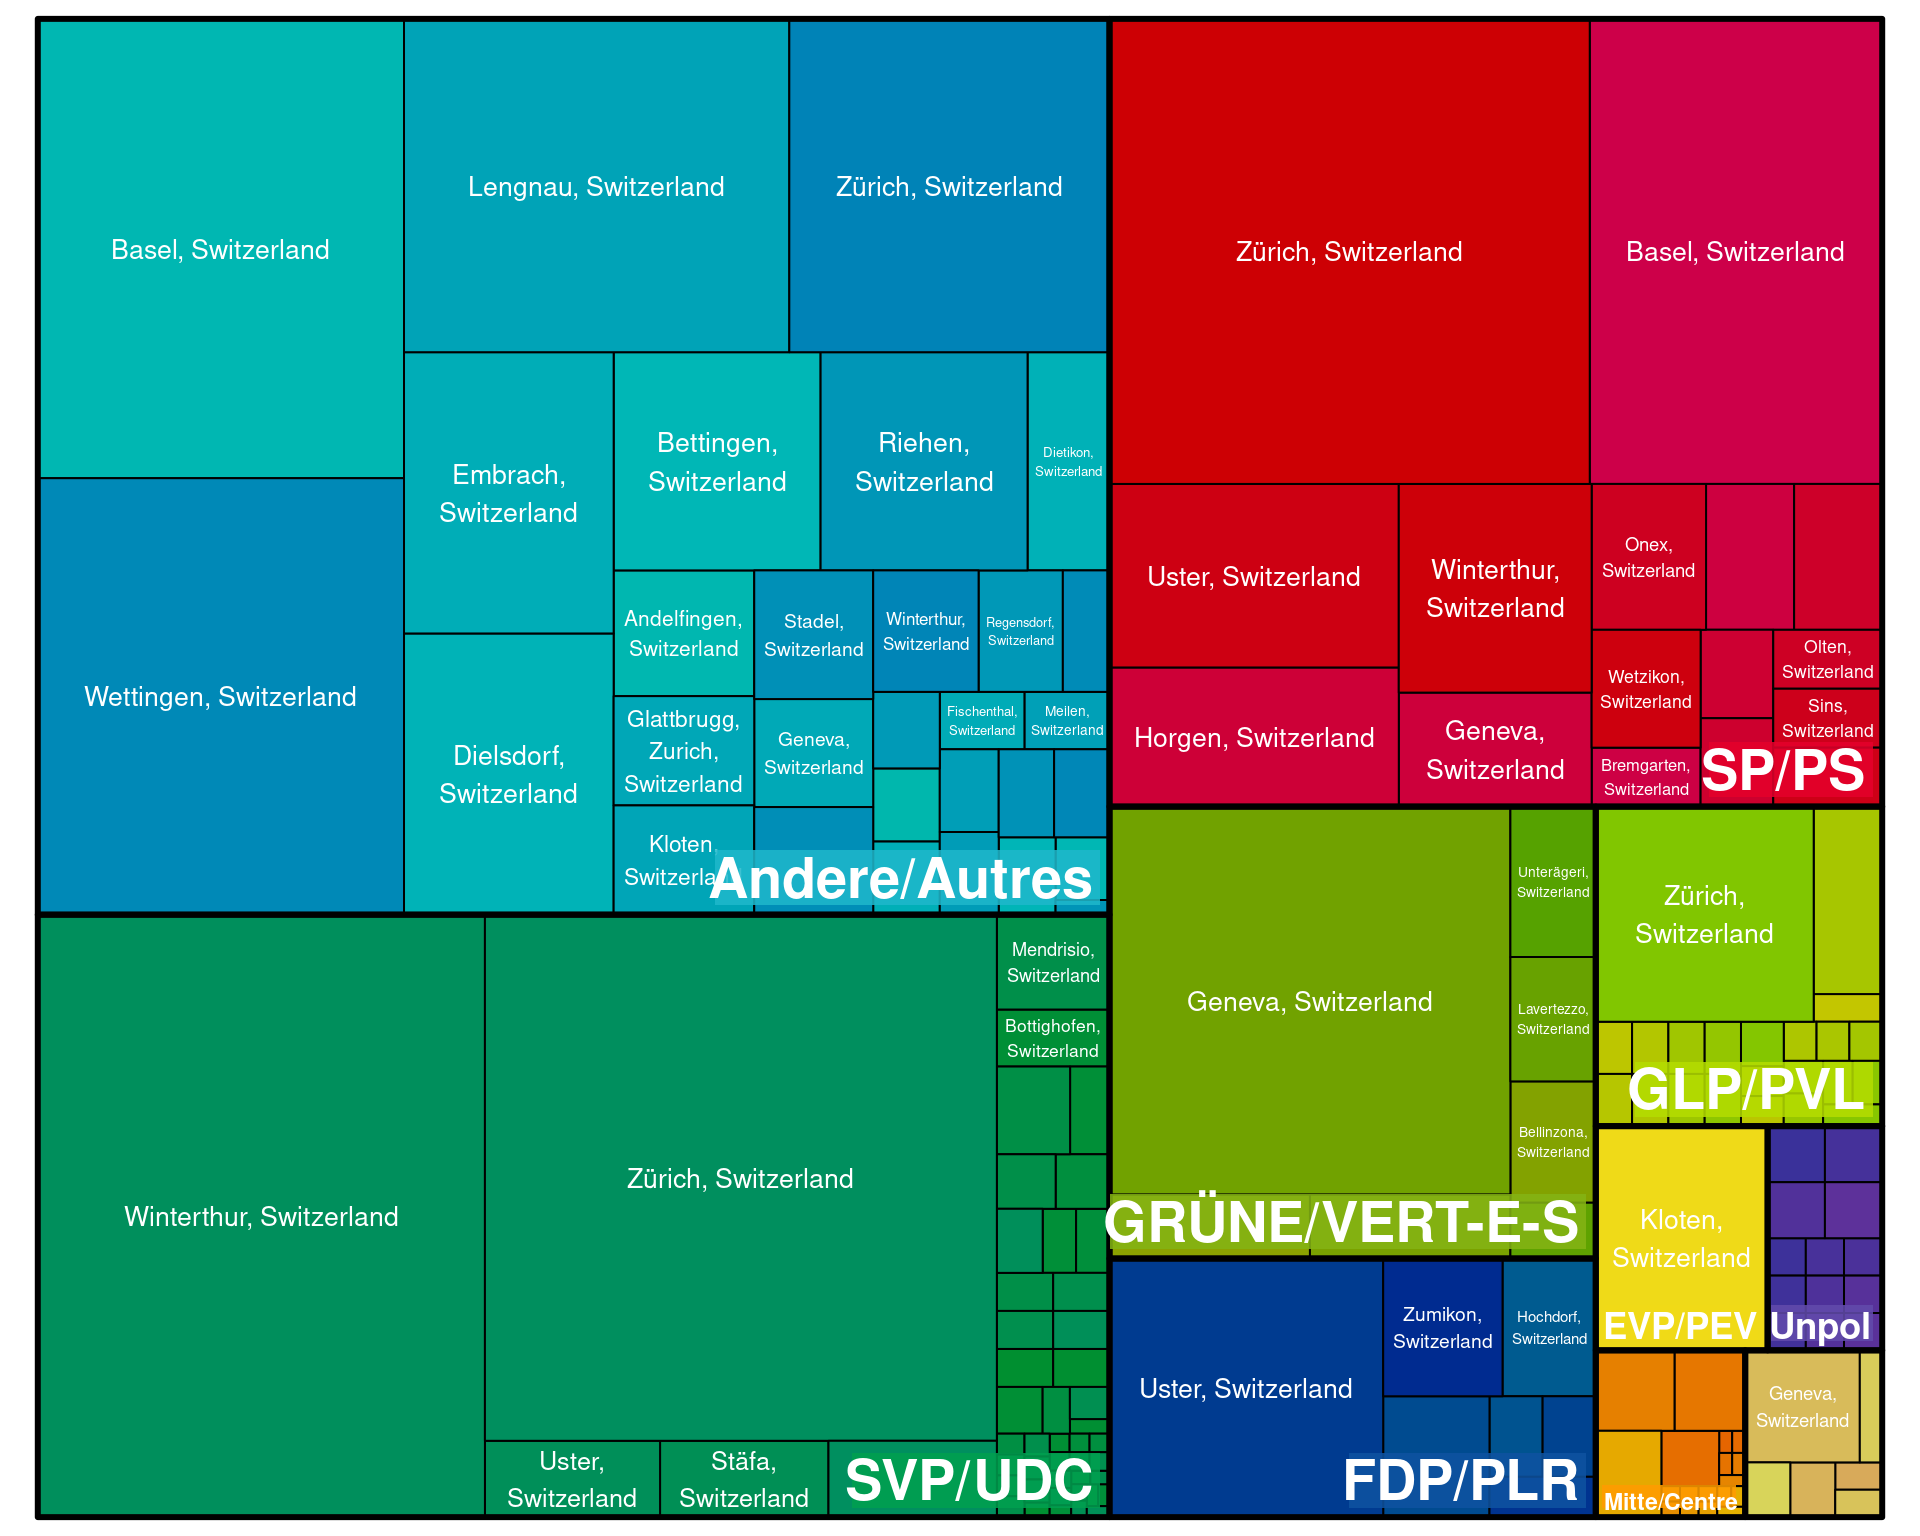 Basel, Switzerland
Lengnau, Switzerland
Zürich, Switzerland
Wettingen, Switzerland
Embrach,
Switzerland
Bettingen,
Switzerland
Riehen,
Switzerland
Dietikon,
Switzerland
Dielsdorf,
Switzerland
Andelfingen,
Switzerland
Stadel,
Switzerland
Winterthur,
Switzerland
Regensdorf,
Switzerland
Glattbrugg,
Zurich,
Switzerland
Geneva,
Switzerland
Fischenthal,
Switzerland
Meilen,
Switzerland
Kloten,
Switzerla
Andere/Autres
Zürich, Switzerland
Basel, Switzerland
Uster, Switzerland
Winterthur,
Switzerland
Onex,
Switzerland
Horgen, Switzerland
Geneva,
Switzerland
Wetzikon,
Switzerland
Olten,
Switzerland
Sins,
Switzerland
Bremgarten,
Switzerland
SP/PS
Winterthur, Switzerland
Zürich, Switzerland
Mendrisio,
Switzerland
Bottighofen,
Switzerland
Uster,
Switzerland
Stäfa,
Switzerland
SVP/UDC
Geneva, Switzerland
Unterägeri,
Switzerland
Lavertezzo,
Switzerland
Bellinzona,
Switzerland
GRÜNE/VERT-E-S
Zürich,
Switzerland
GLP/PVL
Uster, Switzerland
Zumikon,
Switzerland
Hochdorf,
Switzerland
FDP/PLR
Kloten,
Switzerland
EVP/PEV
Unpol
Mitte/Centre
Geneva,
Switzerland